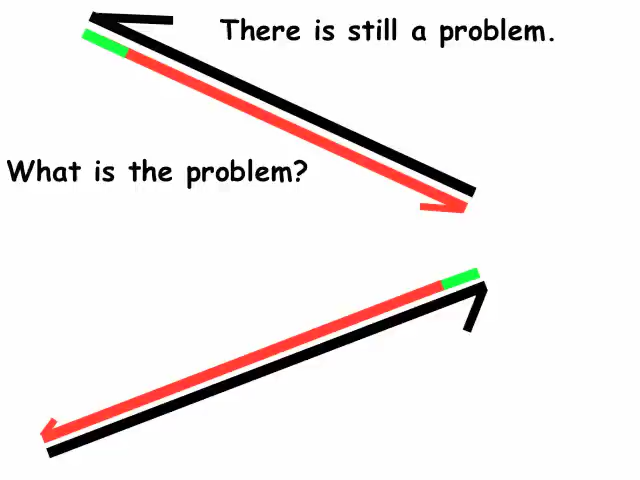 There is still a problem.
What is the problem?